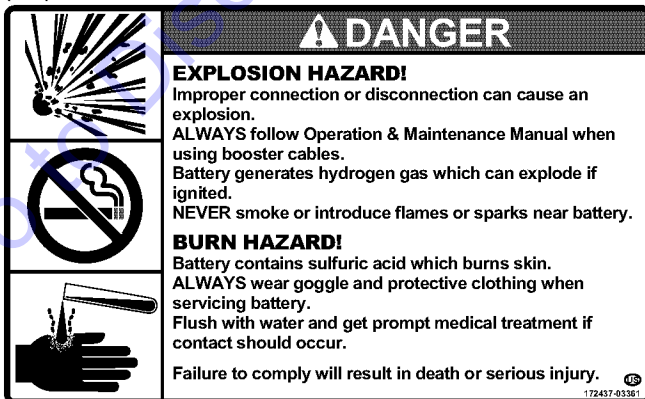 DANGER
EXPLOSION HAZARD!
Improper connection or disconnection can cause an
explosion.
ALWAYS follow Operation & Maintenance Manual when
using booster cables.
Battery generates hydrogen gas which can explode if
ignited.
NEVER smoke or introduce flames or sparks near battery.
BURN HAZARD!
Battery contains sulfuric acid which burns skin.
ALWAYS wear goggle and protective clothing when
servicing battery.
Flush with water and get prompt medical treatment if
contact should occur.
Failure to comply will result in death or serious injury.
172437-03361